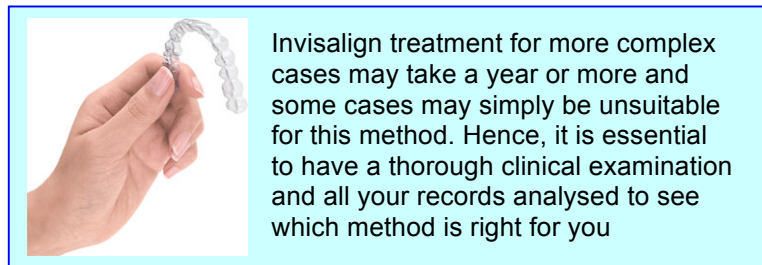 Invisalign treatment for more complex
cases may take a year or more and
some cases may simply be unsuitable
for this method. Hence, it is essential
to have a thorough clinical examination
and all your records analysed to see
which method is right for you